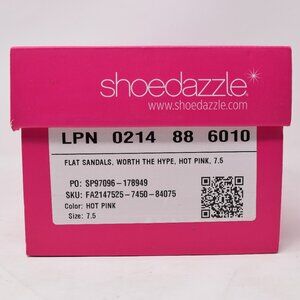 shoedazzle
www.shoedazzle.com
LPN 0214 88 6010
FLAT SANDALS, WORTH THE HYPE, HOT PINK, 7.5
PO: SP97096-178949
SKU: FA2147525-7450-84075
Color: HOT PINK
Size: 7.5